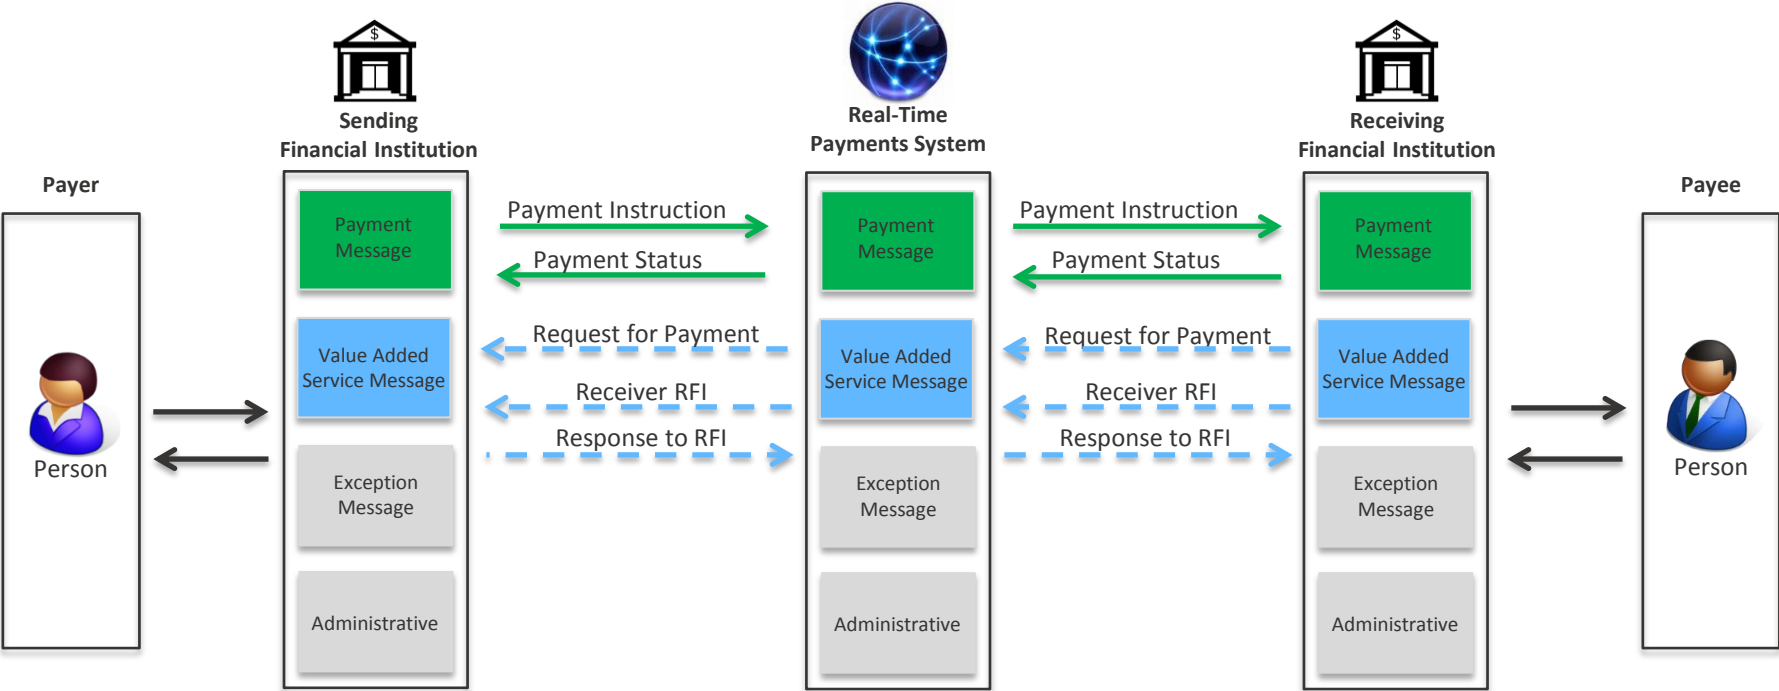 $
$
Sending
Financial Institution
Real-Time
Payments System
Receiving
Financial Institution
Payer
Payee
Payment
Message
Payment Instruction
Payment Status
Payment
Message
Payment Instruction
Payment Status
Payment
Message
Value Added
Service Message
Request for Payment
Receiver RFI
Response to RFI
Value Added
Service Message
Request for Payment
Receiver RFI
Response to RFI
Value Added
Service Message
Person
Person
Exception
Message
Exception
Message
Exception
Message
Administrative
Administrative
Administrative